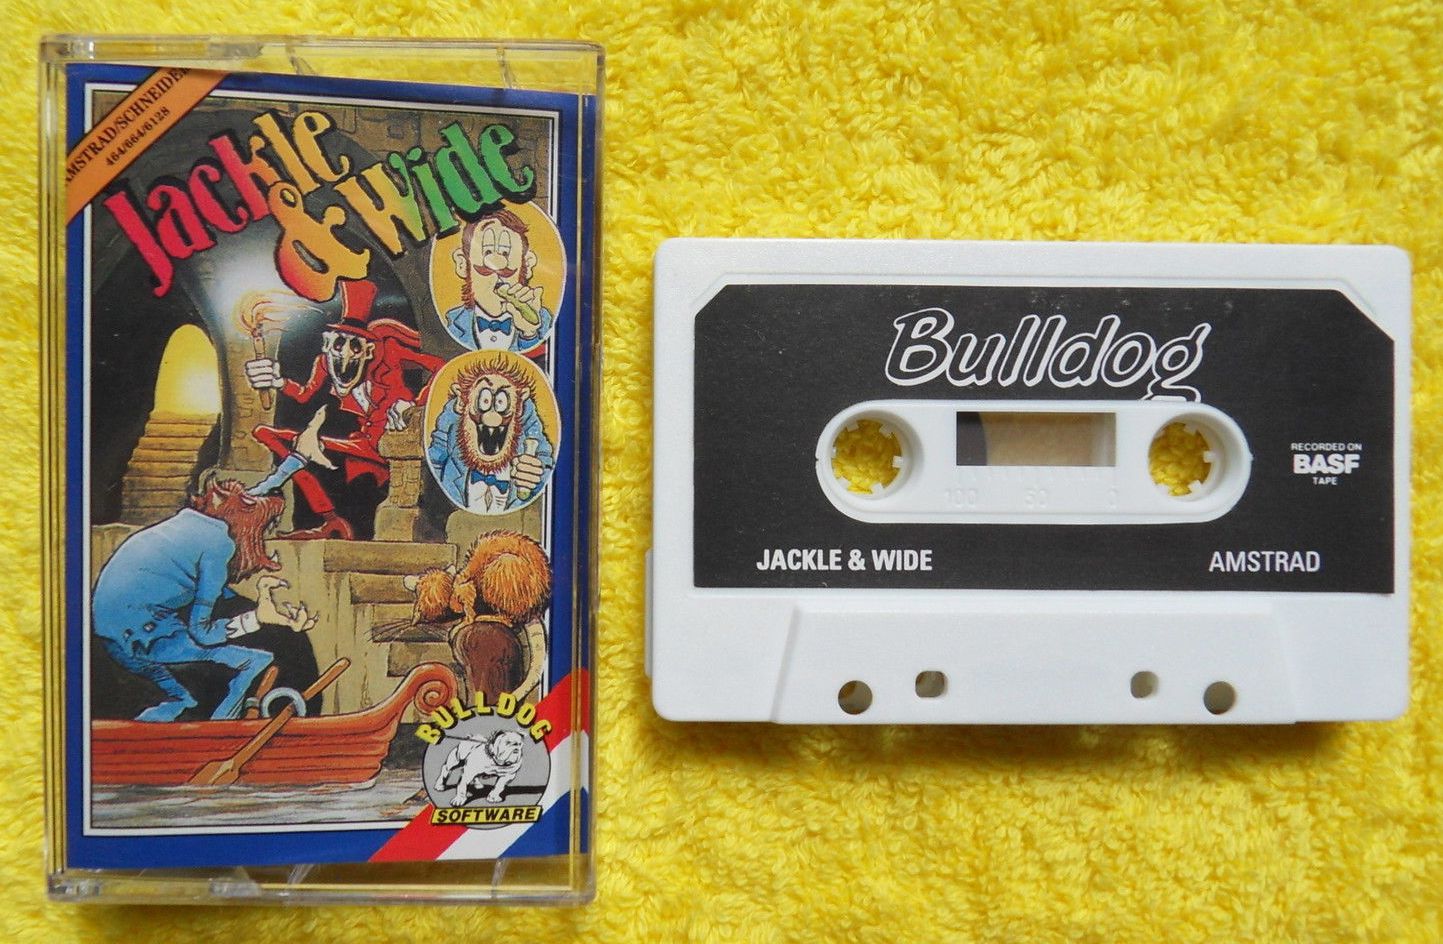 AMSTRAD/SCHNEIDER
464/664/6128
Jackle
& Wide
BULLDOG
SOFTWARE
Bulldog
RECORDED ON
BASF
TAPE
100 50 0
JACKLE & WIDE AMSTRAD